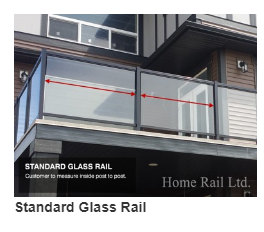 STANDARD GLASS RAIL
Customer to measure inside post to post.
Home Rail Ltd.
Standard Glass Rail